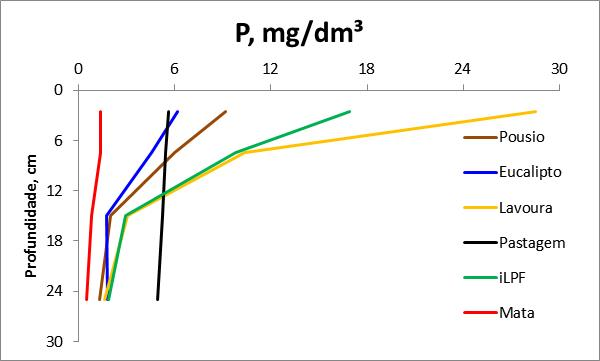 P, mg/dm³
0 6 12 18 24 30
0
6
12
18
24
30
Profundidade, cm
Pousio
Eucalipto
Lavoura
Pastagem
iLPF
Mata